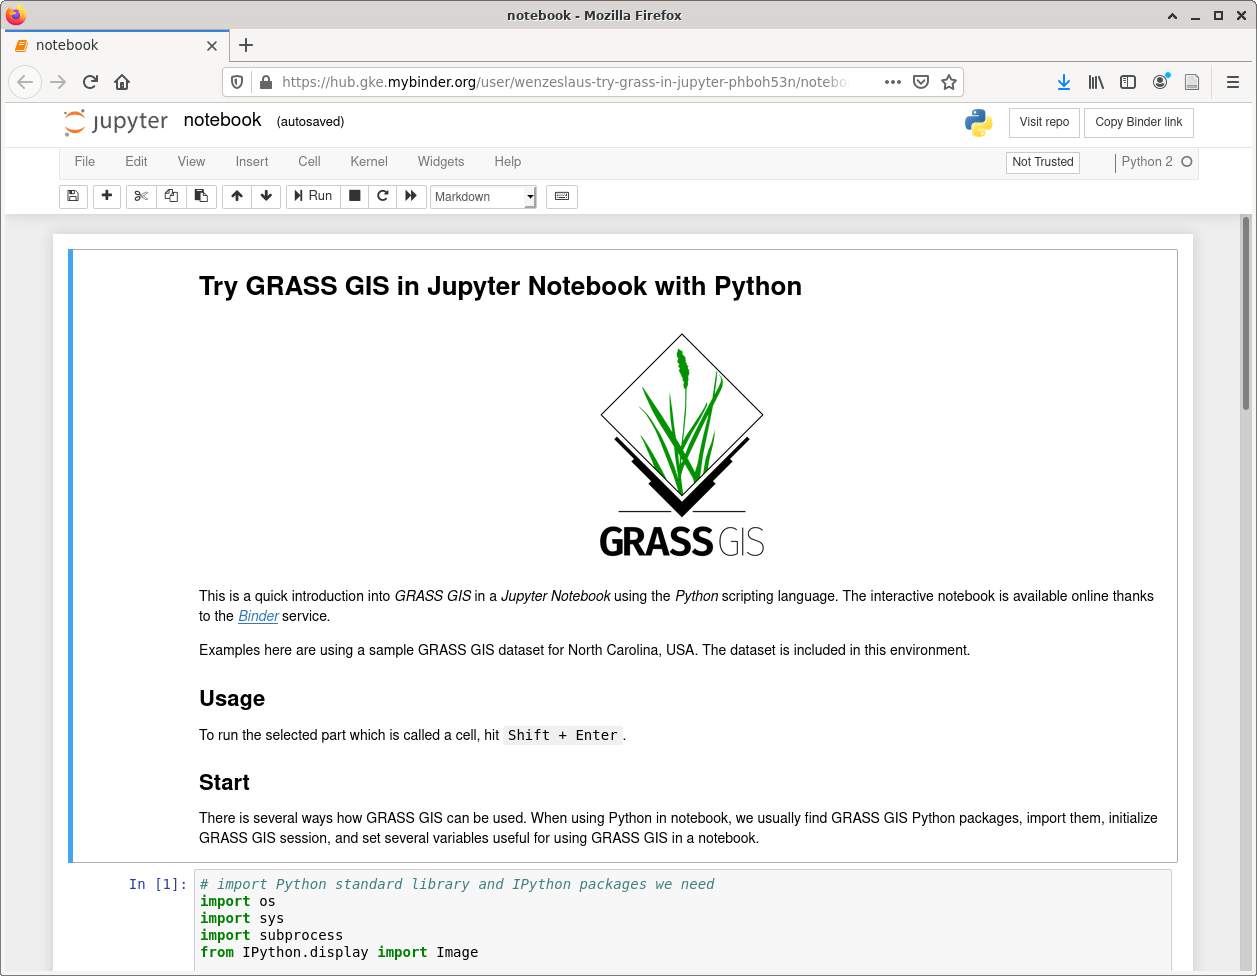 notebook - Mozilla Firefox
notebook
https://hub.gke.mybinder.org/user/wenzeslaus-try-grass-in-jupyter-phboh53n/notebo
jupyter notebook (autosaved)
Visit repo
Copy Binder link
File Edit View Insert Cell Kernel Widgets Help
Not Trusted
Python 2
Run
Markdown
Try GRASS GIS in Jupyter Notebook with Python
GRASS GIS
This is a quick introduction into GRASS GIS in a Jupyter Notebook using the Python scripting language. The interactive notebook is available online thanks
to the Binder service.
Examples here are using a sample GRASS GIS dataset for North Carolina, USA. The dataset is included in this environment.
Usage
To run the selected part which is called a cell, hit Shift + Enter.
Start
There is several ways how GRASS GIS can be used. When using Python in notebook, we usually find GRASS GIS Python packages, import them, initialize
GRASS GIS session, and set several variables useful for using GRASS GIS in a notebook.
In [1]: # import Python standard library and IPython packages we need
import os
import sys
import subprocess
from IPython.display import Image